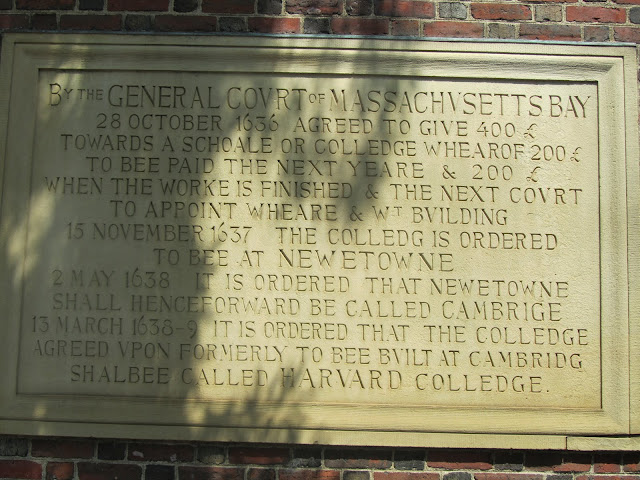 BY THE GENERAL COVRT OF MASSACHVSETTS BAY
28 OCTOBER 1636 AGREED TO GIVE 400 £
TOWARDS A SCHOALE OR COLLEDGE WHEAROF 200 £
TO BEE PAID THE NEXT YEARE & 200 £
WHEN THE WORKE IS FINISHED & THE NEXT COVRT
TO APPOINT WHEARE & WT BVILDING
15 NOVEMBER 1637 THE COLLEDG IS ORDERED
TO BEE AT NEWETOWNE
2 MAY 1638 IT IS ORDERED THAT NEWETOWNE
SHALL HENCEFORWARD BE CALLED CAMBRIGE
13 MARCH 1638-9 IT IS ORDERED THAT THE COLLEDGE
AGREED VPON FORMERLY TO BEE BVILT AT CAMBRIDG
SHALBEE CALLED HARVARD COLLEDGE.